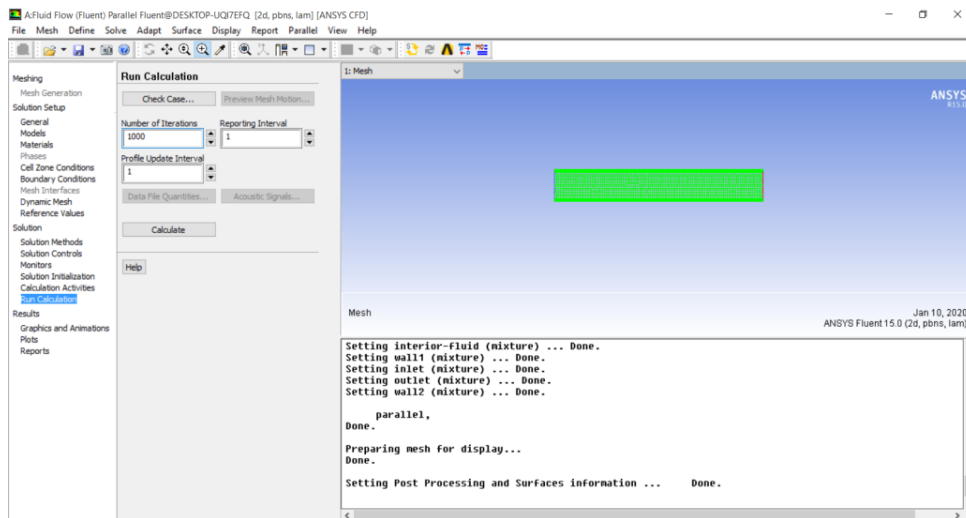 A:Fluid Flow (Fluent) Parallel Fluent@DESKTOP-UQI7EFQ [2d, pbns, lam] [ANSYS CFD]
File Mesh Define Solve Adapt Surface Display Report Parallel View Help
Meshing
Mesh Generation
Solution Setup
General
Models
Materials
Phases
Cell Zone Conditions
Boundary Conditions
Mesh Interfaces
Dynamic Mesh
Reference Values
Solution
Solution Methods
Solution Controls
Monitors
Solution Initialization
Calculation Activities
Run Calculation
Results
Graphics and Animations
Plots
Reports
Run Calculation
Check Case... Preview Mesh Motion...
Number of Iterations Reporting Interval
1000 1
Profile Update Interval
1
Data File Quantities... Acoustic Signals...
Calculate
Help
1: Mesh
ANSYS
R15.0
Mesh
Jan 10, 2020
ANSYS Fluent 15.0 (2d, pbns, lam)
Setting interior-fluid (mixture) ... Done.
Setting wall1 (mixture) ... Done.
Setting inlet (mixture) ... Done.
Setting outlet (mixture) ... Done.
Setting wall2 (mixture) ... Done.
parallel,
Done.
Preparing mesh for display...
Done.
Setting Post Processing and Surfaces information ... Done.